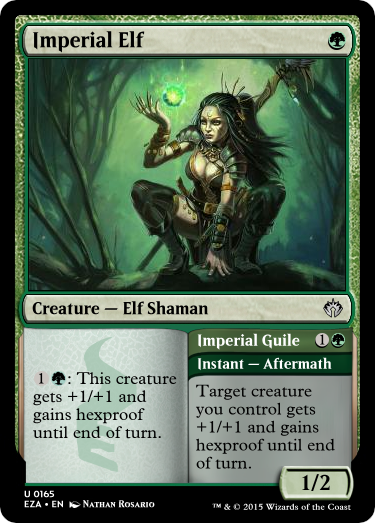 Imperial Elf
Creature — Elf Shaman
1 : This creature
gets +1/+1 and
gains hexproof
until end of turn.
Imperial Guile 1
Instant — Aftermath
Target creature
you control gets
+1/+1 and gains
hexproof until end
of turn.
1/2
U 0165
EZA • EN Nathan Rosario
™ & © 2015 Wizards of the Coast